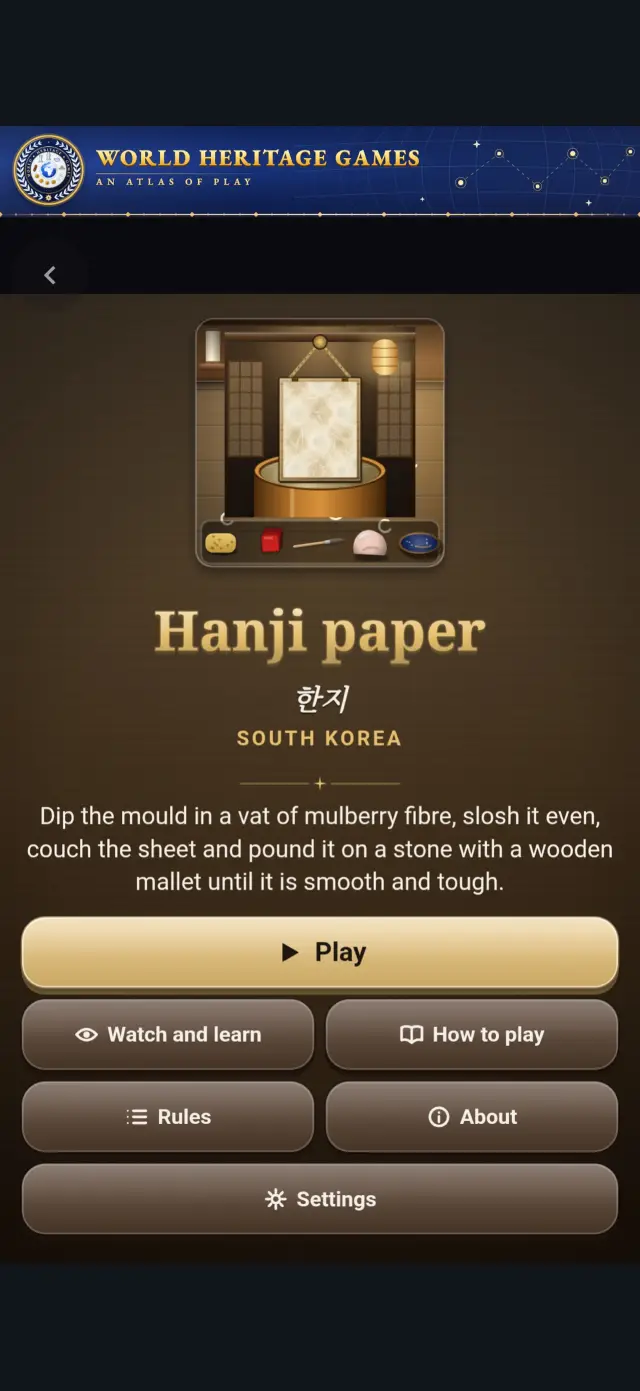 WORLD HERITAGE GAMES
AN ATLAS OF PLAY
Hanji paper
한지
SOUTH KOREA
Dip the mould in a vat of mulberry fibre, slosh it even,
couch the sheet and pound it on a stone with a wooden
mallet until it is smooth and tough.
Play
Watch and learn
How to play
Rules
About
Settings